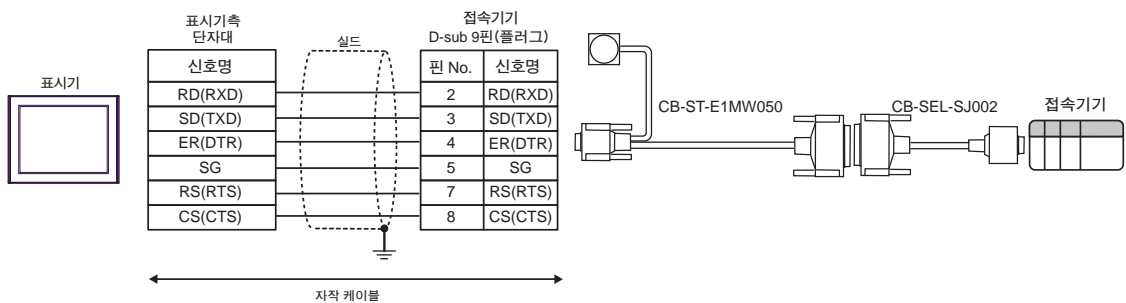 표시기
표시기측
단자대
신호명
RD(RXD)
SD(TXD)
ER(DTR)
SG
RS(RTS)
CS(CTS)
실드
접속기기
D-sub 9핀(플러그)
핀 No. 신호명
2 RD(RXD)
3 SD(TXD)
4 ER(DTR)
5 SG
7 RS(RTS)
8 CS(CTS)
자작 케이블
CB-ST-E1MW050
CB-SEL-SJ002
접속기기